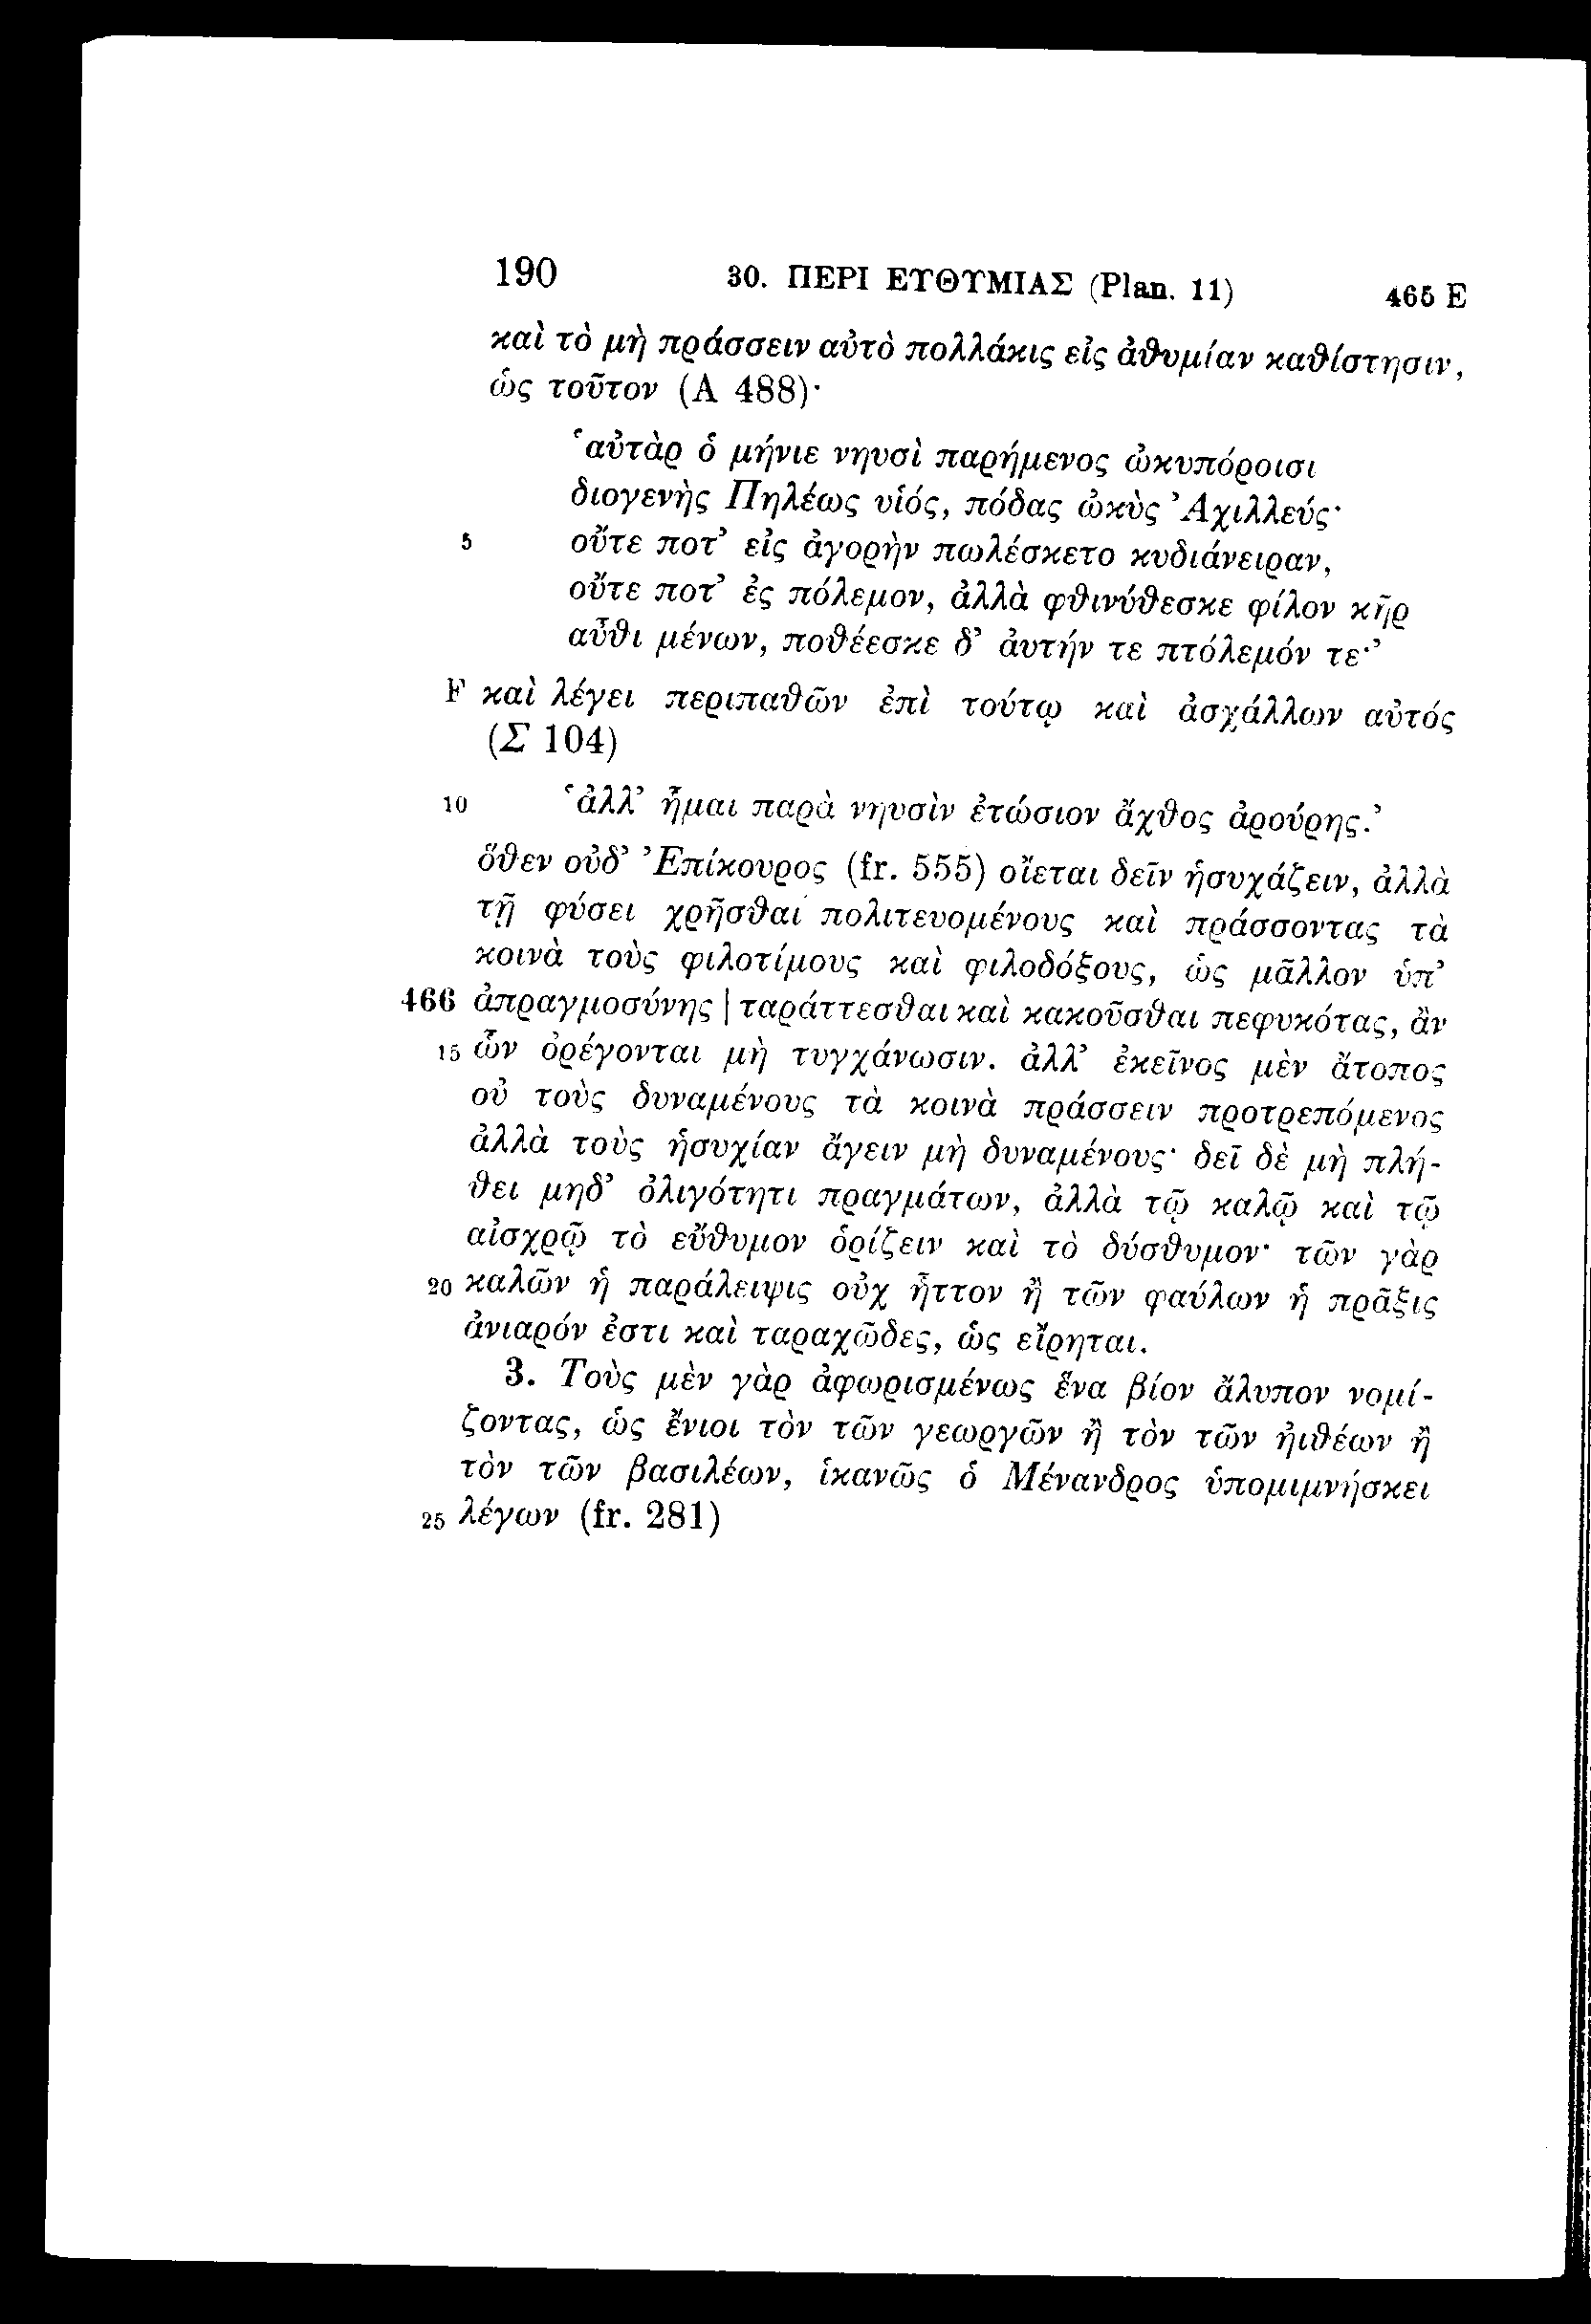 190 30. ΠΕΡΙ ΕΥΘΥΜΙΑΣ (Plan. 11) 465 E
καὶ τὸ μὴ πράσσειν αὐτὸ πολλάκις εἰς ἀθυμίαν καθίστησιν,
ὡς τοῦτον (Α 488)·
‘αὐτὰρ ὁ μήνιε νηυσὶ παρήμενος ὠκυπόροισι
διογενὴς Πηλέως υἱός, πόδας ὠκὺς Ἀχιλλεύς·
5 οὔτε ποτ’ εἰς ἀγορὴν πωλέσκετο κυδιάνειραν,
οὔτε ποτ’ ἐς πόλεμον, ἀλλὰ φθινύθεσκε φίλον κῆρ
αὖθι μένων, ποθέεσκε δ’ ἀυτήν τε πτόλεμόν τε·’
F καὶ λέγει περιπαθῶν ἐπὶ τούτῳ καὶ ἀσχάλλων αὐτός
(Σ 104)
10 ‘ἀλλ’ ἧμαι παρὰ νηυσὶν ἐτώσιον ἄχθος ἀρούρης.’
ὅθεν οὐδ’ Ἐπίκουρος (fr. 555) οἴεται δεῖν ἡσυχάζειν, ἀλλὰ
τῇ φύσει χρῆσθαι πολιτευομένους καὶ πράσσοντας τὰ
κοινὰ τοὺς φιλοτίμους καὶ φιλοδόξους, ὡς μᾶλλον ὑπ’
466 ἀπραγμοσύνης | ταράττεσθαι καὶ κακοῦσθαι πεφυκότας, ἂν
15 ὧν ὀρέγονται μὴ τυγχάνωσιν. ἀλλ’ ἐκεῖνος μὲν ἄτοπος
οὐ τοὺς δυναμένους τὰ κοινὰ πράσσειν προτρεπόμενος
ἀλλὰ τοὺς ἡσυχίαν ἄγειν μὴ δυναμένους· δεῖ δὲ μὴ πλή-
θει μηδ’ ὀλιγότητι πραγμάτων, ἀλλὰ τῷ καλῷ καὶ τῷ
αἰσχρῷ τὸ εὔθυμον ὁρίζειν καὶ τὸ δύσθυμον· τῶν γὰρ
20 καλῶν ἡ παράλειψις οὐχ ἧττον ἢ τῶν φαύλων ἡ πρᾶξις
ἀνιαρόν ἐστι καὶ ταραχῶδες, ὡς εἴρηται.
3. Τοὺς μὲν γὰρ ἀφωρισμένως ἕνα βίον ἄλυπον νομί-
ζοντας, ὡς ἔνιοι τὸν τῶν γεωργῶν ἢ τὸν τῶν ἠιθέων ἢ
τὸν τῶν βασιλέων, ἱκανῶς ὁ Μένανδρος ὑπομιμνήσκει
25 λέγων (fr. 281)